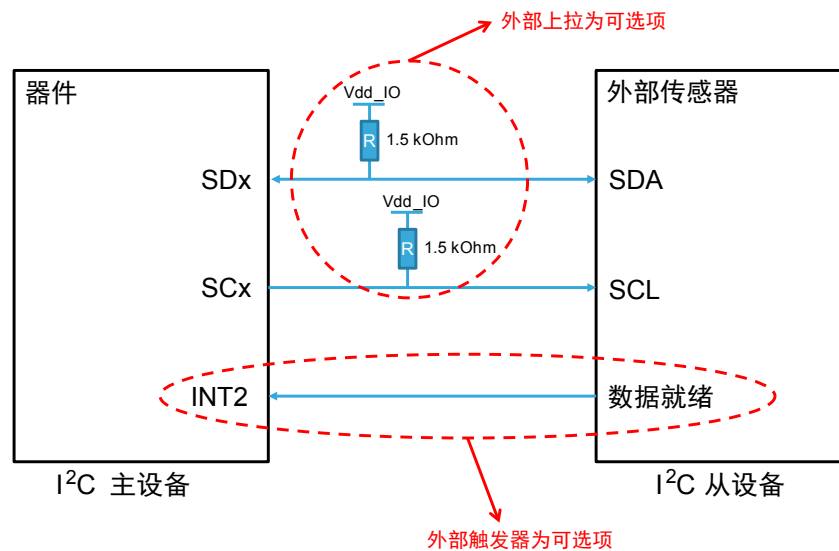 外部上拉为可选项
器件
外部传感器
Vdd_IO
R 1.5 kOhm
SDx
SDA
Vdd_IO
R 1.5 kOhm
SCx
SCL
INT2
数据就绪
I²C 主设备
I²C 从设备
外部触发器为可选项